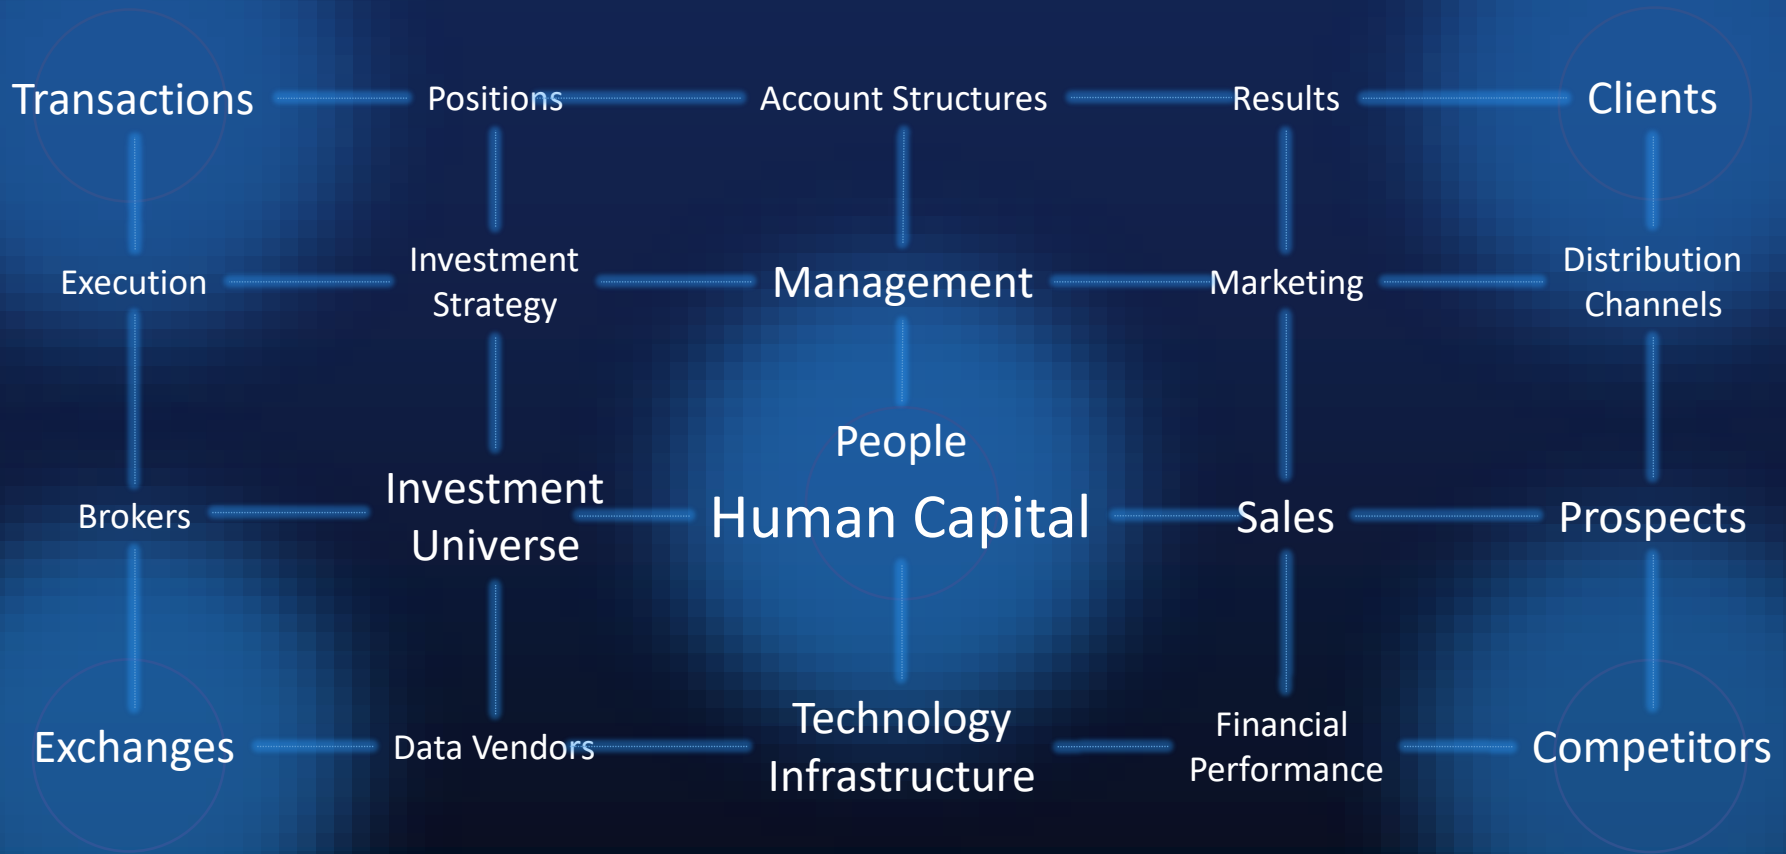 Transactions
Positions
Account Structures
Results
Clients
Execution
Investment
Strategy
Management
Marketing
Distribution
Channels
People
Human Capital
Brokers
Investment
Universe
Sales
Prospects
Exchanges
Data Vendors
Technology
Infrastructure
Financial
Performance
Competitors